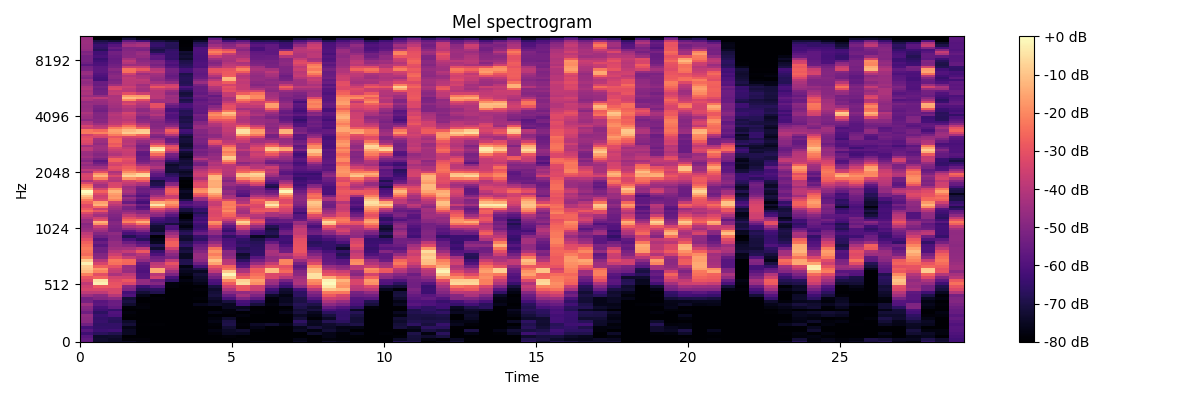 Mel spectrogram
Hz
8192
4096
2048
1024
512
0
0 5 10 15 20 25
Time
+0 dB
-10 dB
-20 dB
-30 dB
-40 dB
-50 dB
-60 dB
-70 dB
-80 dB